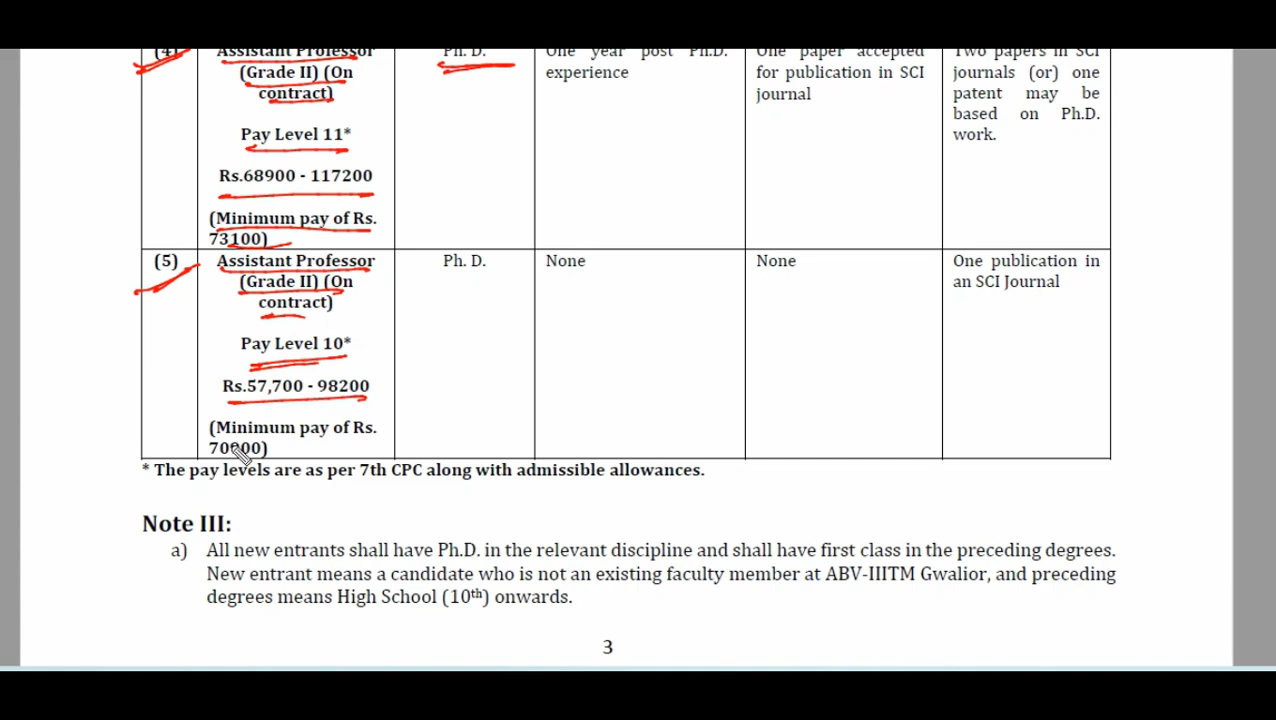 (4)
Assistant Professor
(Grade II) (On
contract)
Pay Level 11*
Rs.68900 - 117200
(Minimum pay of Rs.
73100)
Ph. D.
One year post Ph.D.
experience
One paper accepted
for publication in SCI
journal
Two papers in SCI
journals (or) one
patent may be
based on Ph.D.
work.
(5)
Assistant Professor
(Grade II) (On
contract)
Pay Level 10*
Rs.57,700 - 98200
(Minimum pay of Rs.
70900)
Ph. D.
None
None
One publication in
an SCI Journal
* The pay levels are as per 7th CPC along with admissible allowances.
Note III:
a) All new entrants shall have Ph.D. in the relevant discipline and shall have first class in the preceding degrees.
New entrant means a candidate who is not an existing faculty member at ABV-IIITM Gwalior, and preceding
degrees means High School (10th) onwards.
3